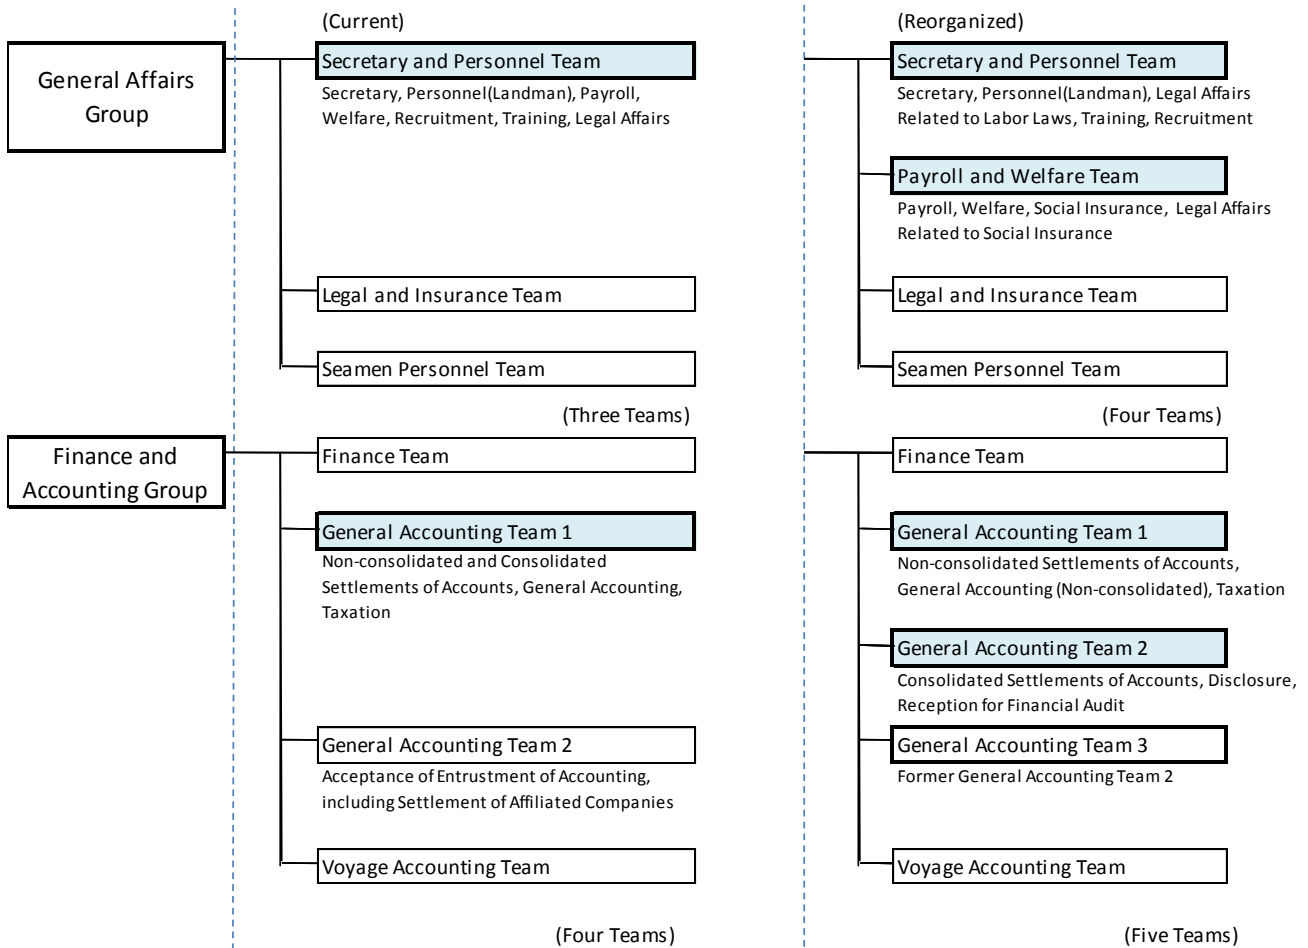 (Current)
(Reorganized)
General Affairs
Group
Secretary and Personnel Team
Secretary, Personnel(Landman), Payroll,
Welfare, Recruitment, Training, Legal Affairs
Legal and Insurance Team
Seamen Personnel Team
(Three Teams)
Secretary and Personnel Team
Secretary, Personnel(Landman), Legal Affairs
Related to Labor Laws, Training, Recruitment
Payroll and Welfare Team
Payroll, Welfare, Social Insurance, Legal Affairs
Related to Social Insurance
Legal and Insurance Team
Seamen Personnel Team
(Four Teams)
Finance and
Accounting Group
Finance Team
General Accounting Team 1
Non-consolidated and Consolidated
Settlements of Accounts, General Accounting,
Taxation
General Accounting Team 2
Acceptance of Entrustment of Accounting,
including Settlement of Affiliated Companies
Voyage Accounting Team
(Four Teams)
Finance Team
General Accounting Team 1
Non-consolidated Settlements of Accounts,
General Accounting (Non-consolidated), Taxation
General Accounting Team 2
Consolidated Settlements of Accounts, Disclosure,
Reception for Financial Audit
General Accounting Team 3
Former General Accounting Team 2
Voyage Accounting Team
(Five Teams)